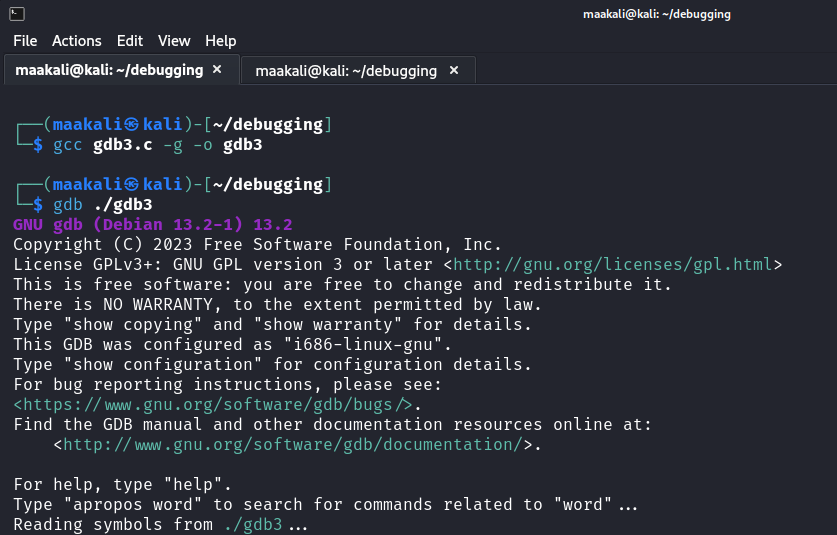 maakali@kali: ~/debugging
File Actions Edit View Help
maakali@kali: ~/debugging × maakali@kali: ~/debugging ×
┌──(maakali㉿kali)-[~/debugging]
└─$ gcc gdb3.c -g -o gdb3
┌──(maakali㉿kali)-[~/debugging]
└─$ gdb ./gdb3
GNU gdb (Debian 13.2-1) 13.2
Copyright (C) 2023 Free Software Foundation, Inc.
License GPLv3+: GNU GPL version 3 or later <http://gnu.org/licenses/gpl.html>
This is free software: you are free to change and redistribute it.
There is NO WARRANTY, to the extent permitted by law.
Type "show copying" and "show warranty" for details.
This GDB was configured as "i686-linux-gnu".
Type "show configuration" for configuration details.
For bug reporting instructions, please see:
<https://www.gnu.org/software/gdb/bugs/>.
Find the GDB manual and other documentation resources online at:
    <http://www.gnu.org/software/gdb/documentation/>.
For help, type "help".
Type "apropos word" to search for commands related to "word"...
Reading symbols from ./gdb3...